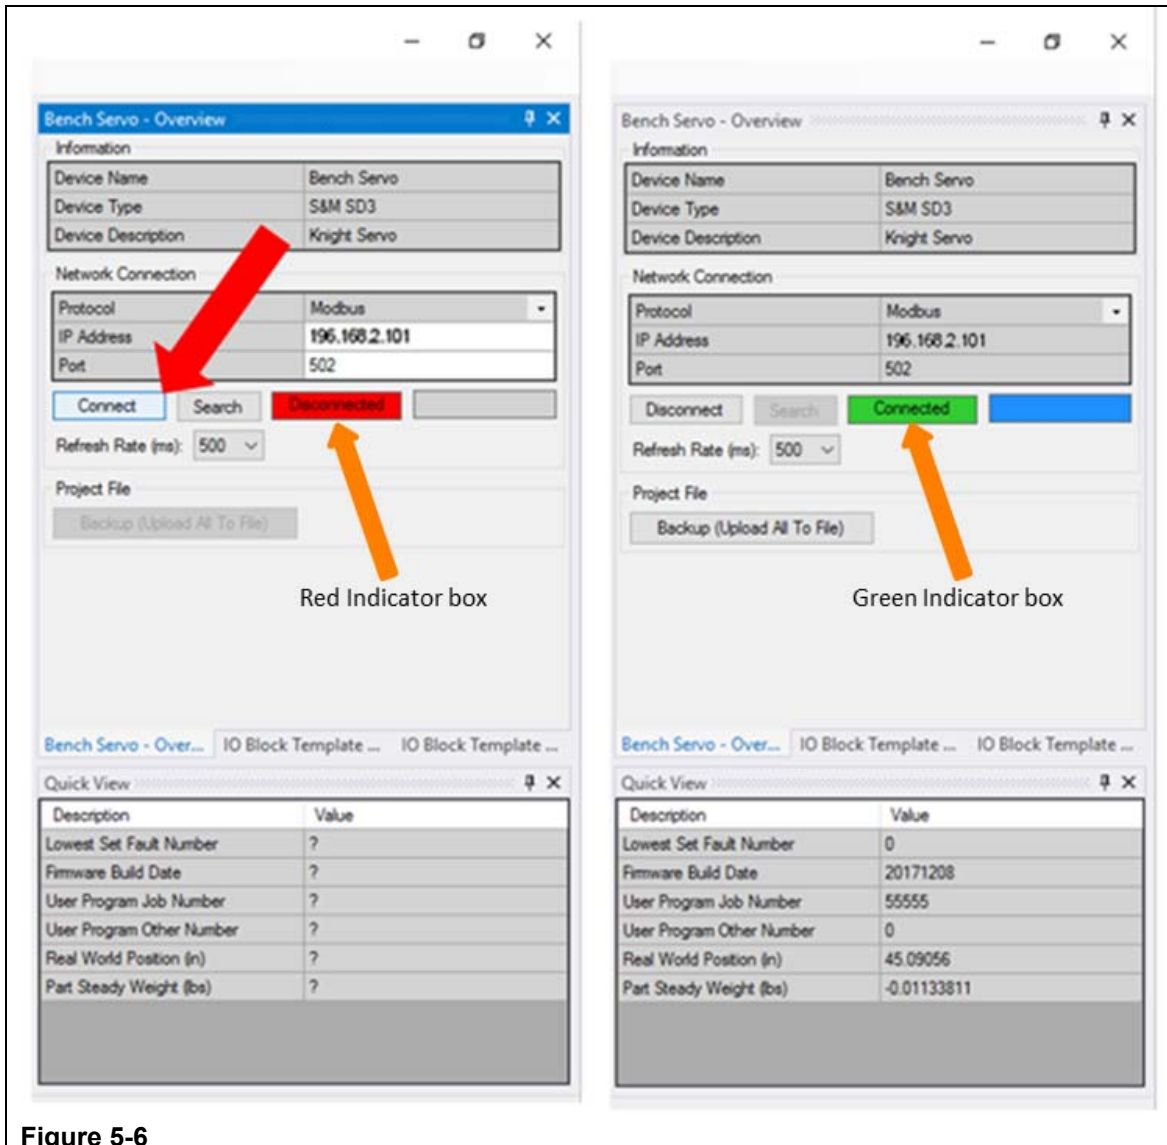 Bench Servo - Overview
Information
Device Name Bench Servo
Device Type S&M SD3
Device Description Knight Servo
Network Connection
Protocol Modbus
IP Address 196.168.2.101
Port 502
Connect Search Disconnected
Refresh Rate (ms): 500
Project File
Backup (Upload All To File)
Red Indicator box
Bench Servo - Over... IO Block Template ... IO Block Template ...
Quick View
Description Value
Lowest Set Fault Number ?
Firmware Build Date ?
User Program Job Number ?
User Program Other Number ?
Real World Position (in) ?
Part Steady Weight (lbs) ?
Bench Servo - Overview
Information
Device Name Bench Servo
Device Type S&M SD3
Device Description Knight Servo
Network Connection
Protocol Modbus
IP Address 196.168.2.101
Port 502
Disconnect Search Connected
Refresh Rate (ms): 500
Project File
Backup (Upload All To File)
Green Indicator box
Bench Servo - Over... IO Block Template ... IO Block Template ...
Quick View
Description Value
Lowest Set Fault Number 0
Firmware Build Date 20171208
User Program Job Number 55555
User Program Other Number 0
Real World Position (in) 45.09056
Part Steady Weight (lbs) -0.01133811
Figure 5-6